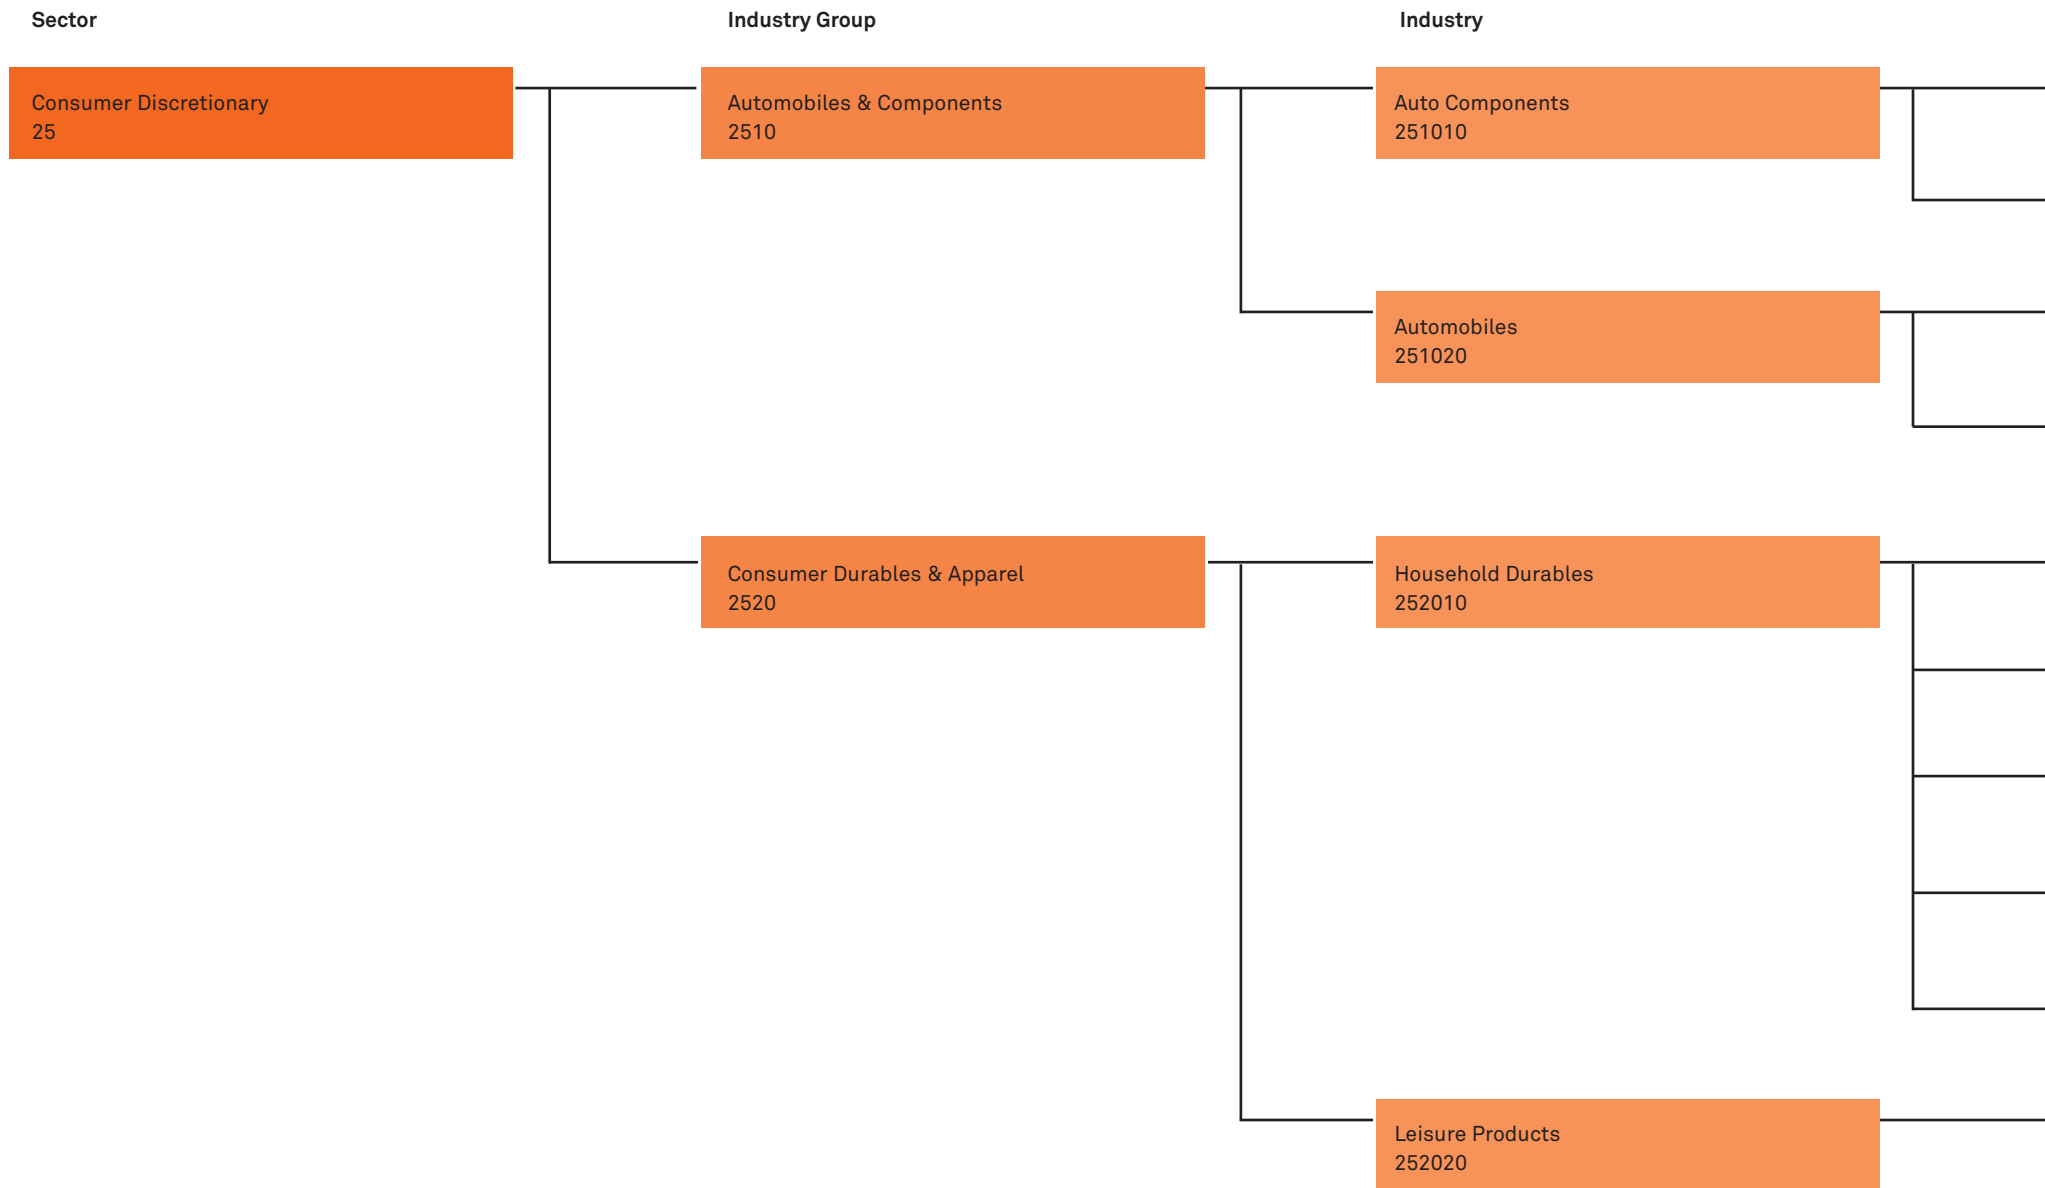 Sector
Industry Group
Industry
Consumer Discretionary
25
Automobiles & Components
2510
Auto Components
251010
Automobiles
251020
Consumer Durables & Apparel
2520
Household Durables
252010
Leisure Products
252020